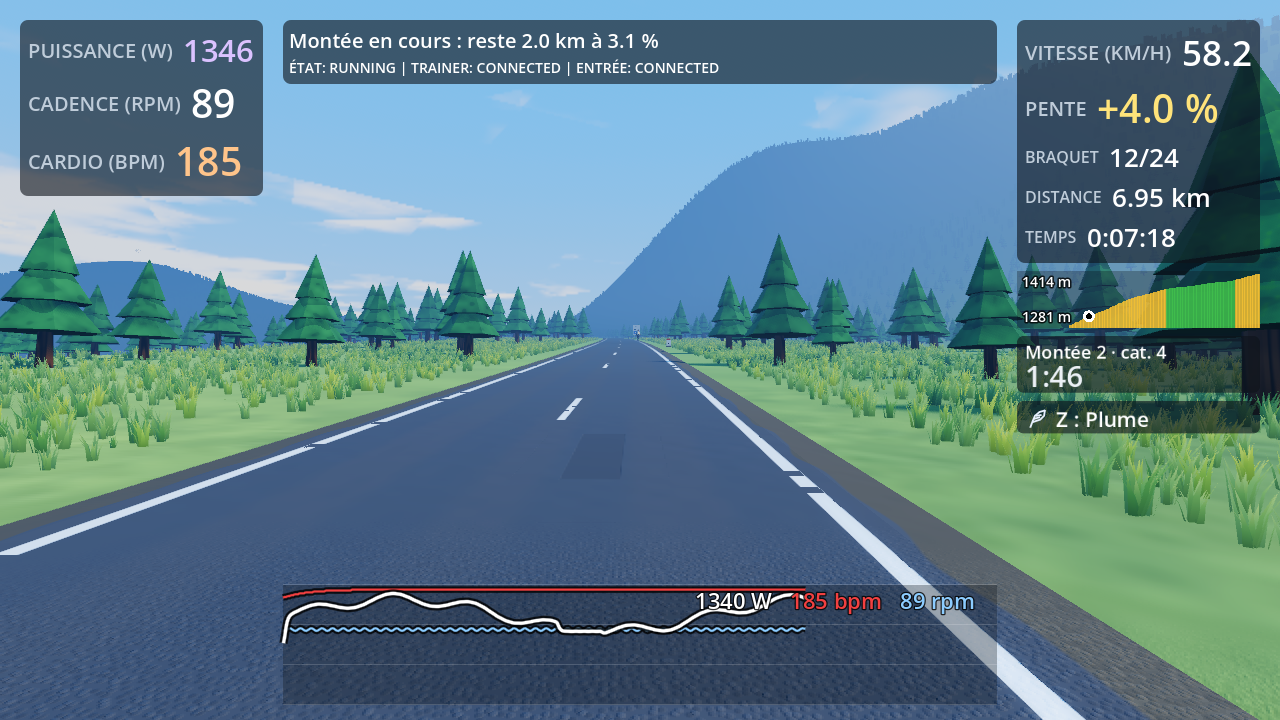 PUISSANCE (W) 1346
CADENCE (RPM) 89
CARDIO (BPM) 185
Montée en cours : reste 2.0 km à 3.1 %
ÉTAT: RUNNING | TRAINER: CONNECTED | ENTRÉE: CONNECTED
VITESSE (KM/H) 58.2
PENTE +4.0 %
BRAQUET 12/24
DISTANCE 6.95 km
TEMPS 0:07:18
1414 m
1281 m
Montée 2 · cat. 4
1:46
Z : Plume
1340 W 185 bpm 89 rpm